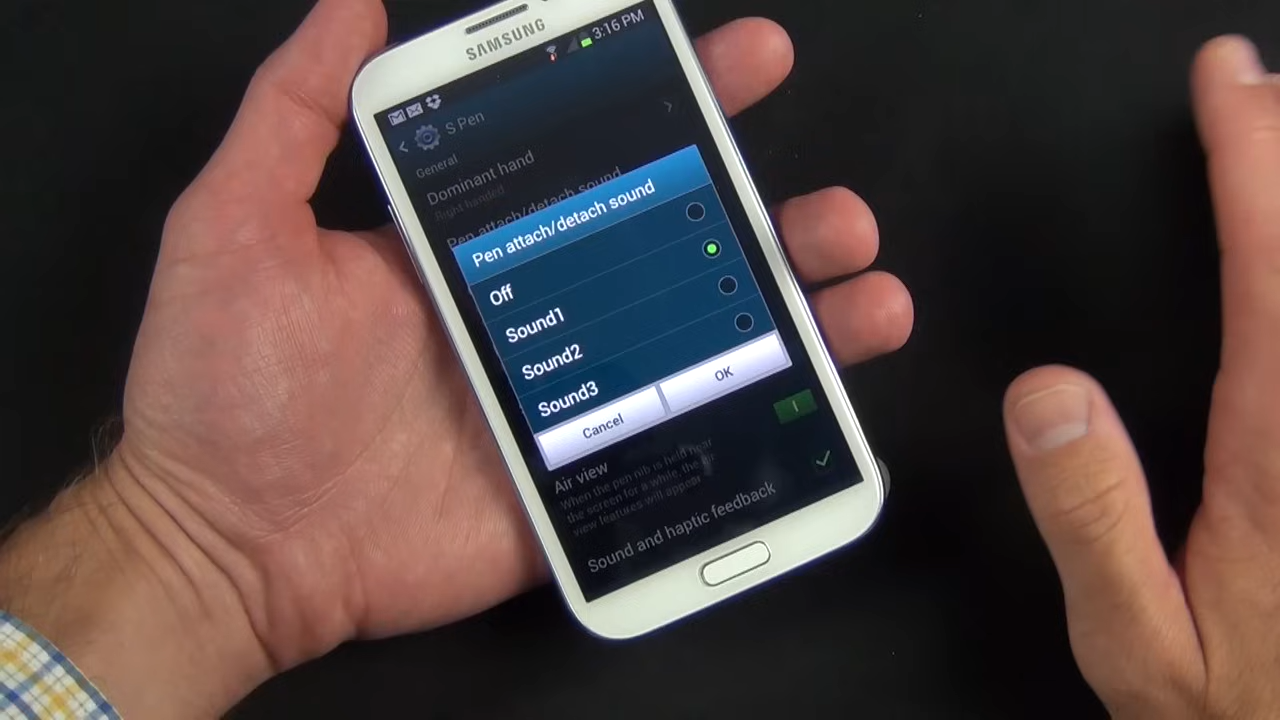 SAMSUNG
3:16 PM
S Pen
General
Dominant hand
Right handed
Pen attach/detach sound
Pen attach/detach sound
Off
Sound1
Sound2
Sound3
Cancel
OK
Air view
When the pen nib is held near
the screen for a while, the air
view features will appear
Sound and haptic feedback